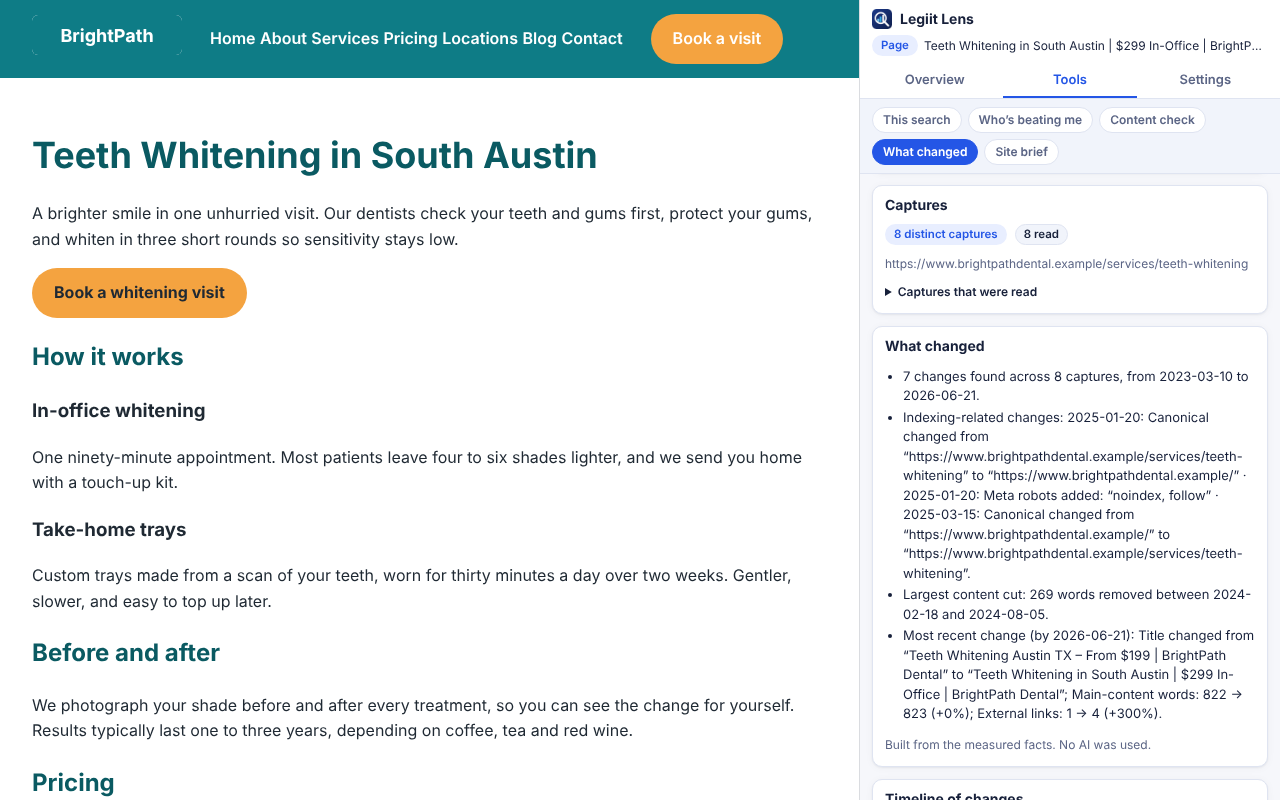 BrightPath
Home About Services Pricing Locations Blog Contact
Book a visit
Teeth Whitening in South Austin
A brighter smile in one unhurried visit. Our dentists check your teeth and gums first, protect your gums,
and whiten in three short rounds so sensitivity stays low.
Book a whitening visit
How it works
In-office whitening
One ninety-minute appointment. Most patients leave four to six shades lighter, and we send you home
with a touch-up kit.
Take-home trays
Custom trays made from a scan of your teeth, worn for thirty minutes a day over two weeks. Gentler,
slower, and easy to top up later.
Before and after
We photograph your shade before and after every treatment, so you can see the change for yourself.
Results typically last one to three years, depending on coffee, tea and red wine.
Pricing
Legiit Lens
Page Teeth Whitening in South Austin | $299 In-Office | BrightP...
Overview Tools Settings
This search Who's beating me Content check
What changed Site brief
Captures
8 distinct captures 8 read
https://www.brightpathdental.example/services/teeth-whitening
▶ Captures that were read
What changed
• 7 changes found across 8 captures, from 2023-03-10 to
2026-06-21.
• Indexing-related changes: 2025-01-20: Canonical
changed from
“https://www.brightpathdental.example/services/teeth-
whitening” to “https://www.brightpathdental.example/” ·
2025-01-20: Meta robots added: “noindex, follow” ·
2025-03-15: Canonical changed from
“https://www.brightpathdental.example/” to
“https://www.brightpathdental.example/services/teeth-
whitening”.
• Largest content cut: 269 words removed between 2024-
02-18 and 2024-08-05.
• Most recent change (by 2026-06-21): Title changed from
“Teeth Whitening Austin TX – From $199 | BrightPath
Dental” to “Teeth Whitening in South Austin | $299 In-
Office | BrightPath Dental”; Main-content words: 822 →
823 (+0%); External links: 1 → 4 (+300%).
Built from the measured facts. No AI was used.
Timeline of changes